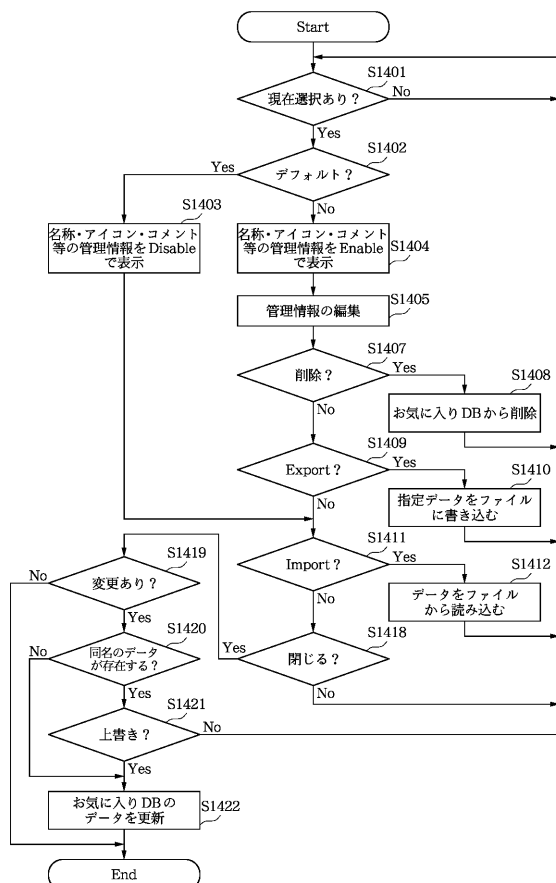 Start
S1401
現在選択あり？
No
Yes
S1402
デフォルト？
Yes
No
S1403
名称・アイコン・コメント
等の管理情報をDisable
で表示
名称・アイコン・コメント
等の管理情報をEnable
で表示
S1404
管理情報の編集
S1405
S1407
削除？
Yes
No
S1408
お気に入りDBから削除
S1409
Export？
Yes
No
S1410
指定データをファイル
に書き込む
S1411
Import？
Yes
No
S1412
データをファイル
から読み込む
S1418
閉じる？
Yes
No
S1419
変更あり？
No
Yes
S1420
同名のデータ
が存在する？
No
Yes
S1421
上書き？
No
Yes
お気に入りDBの
データを更新
S1422
End